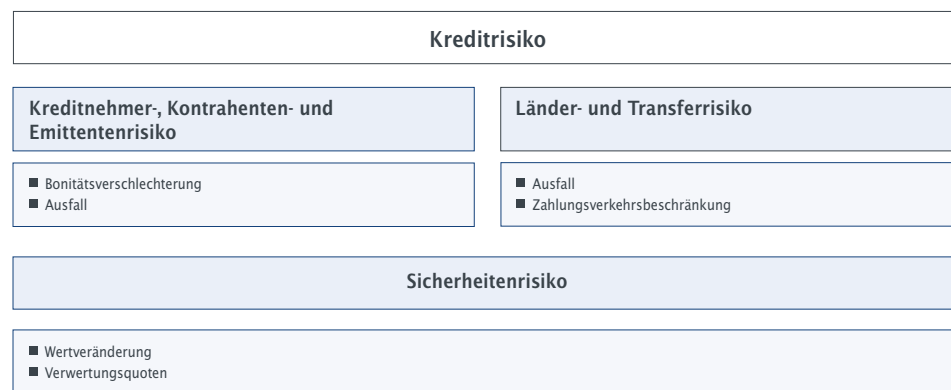 Kreditrisiko
Kreditnehmer-, Kontrahenten- und
Emittentenrisiko
■ Bonitätsverschlechterung
■ Ausfall
Länder- und Transferrisiko
■ Ausfall
■ Zahlungsverkehrsbeschränkung
Sicherheitenrisiko
■ Wertveränderung
■ Verwertungsquoten